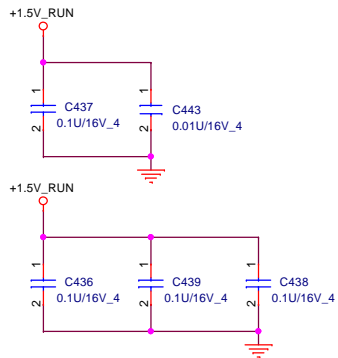 +1.5V_RUN
1
1
C437
C443
0.1U/16V_4
0.01U/16V_4
2
2
+1.5V_RUN
1
1
1
C436
C439
C438
0.1U/16V_4
0.1U/16V_4
0.1U/16V_4
2
2
2